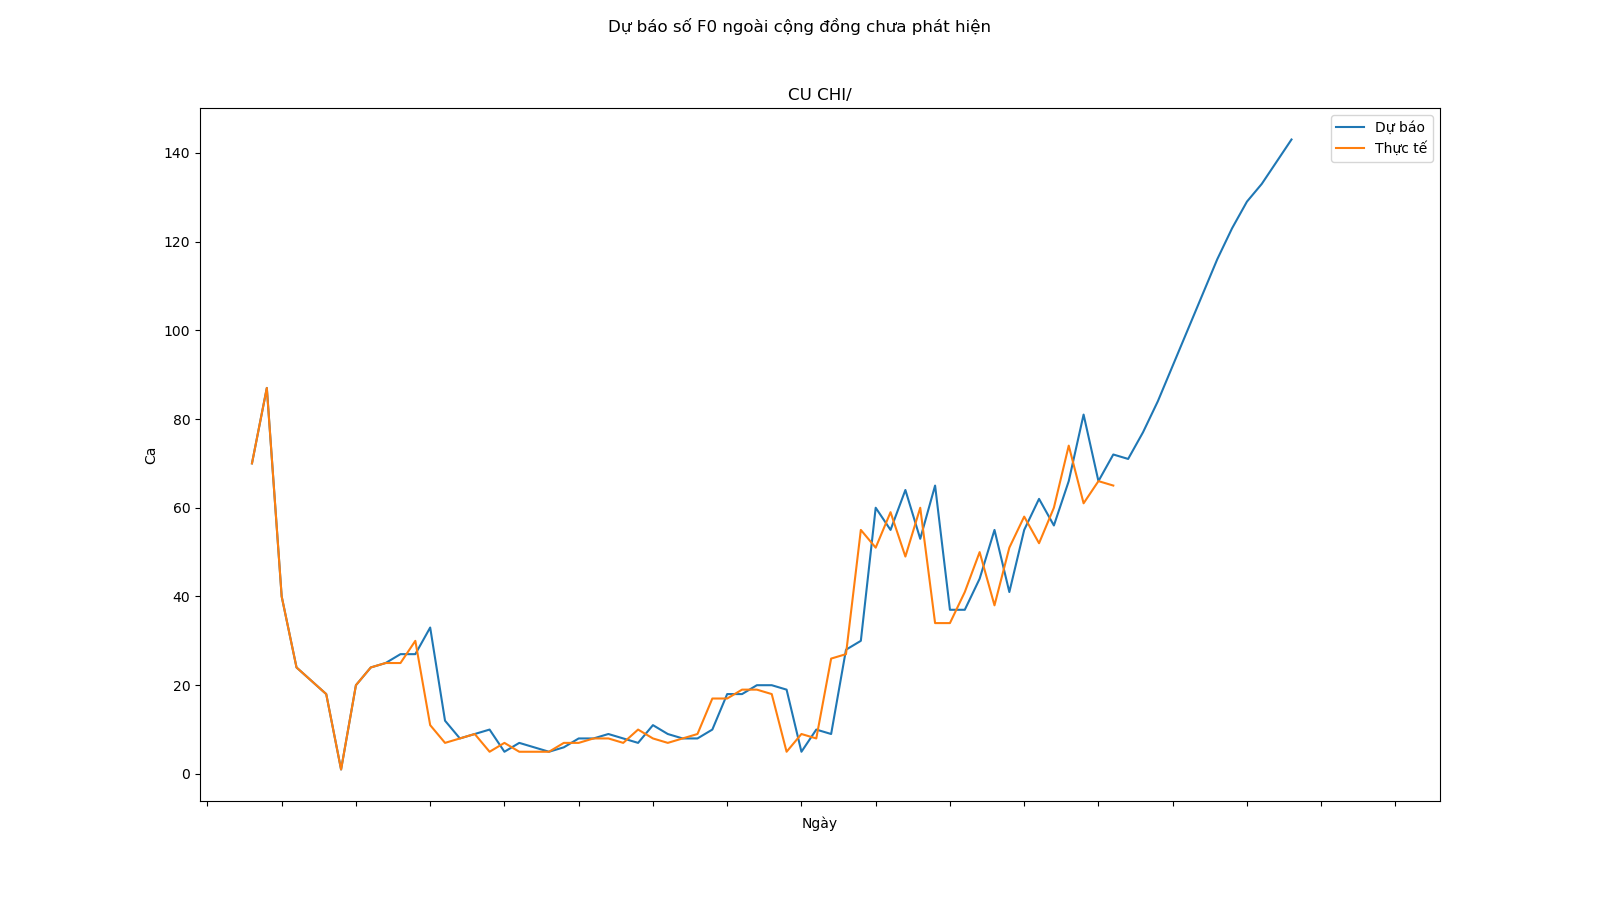 Dự báo số F0 ngoài cộng đồng chưa phát hiện
CU CHI/
Dự báo
Thực tế
140
120
100
80
60
40
20
0
Ca
Ngày